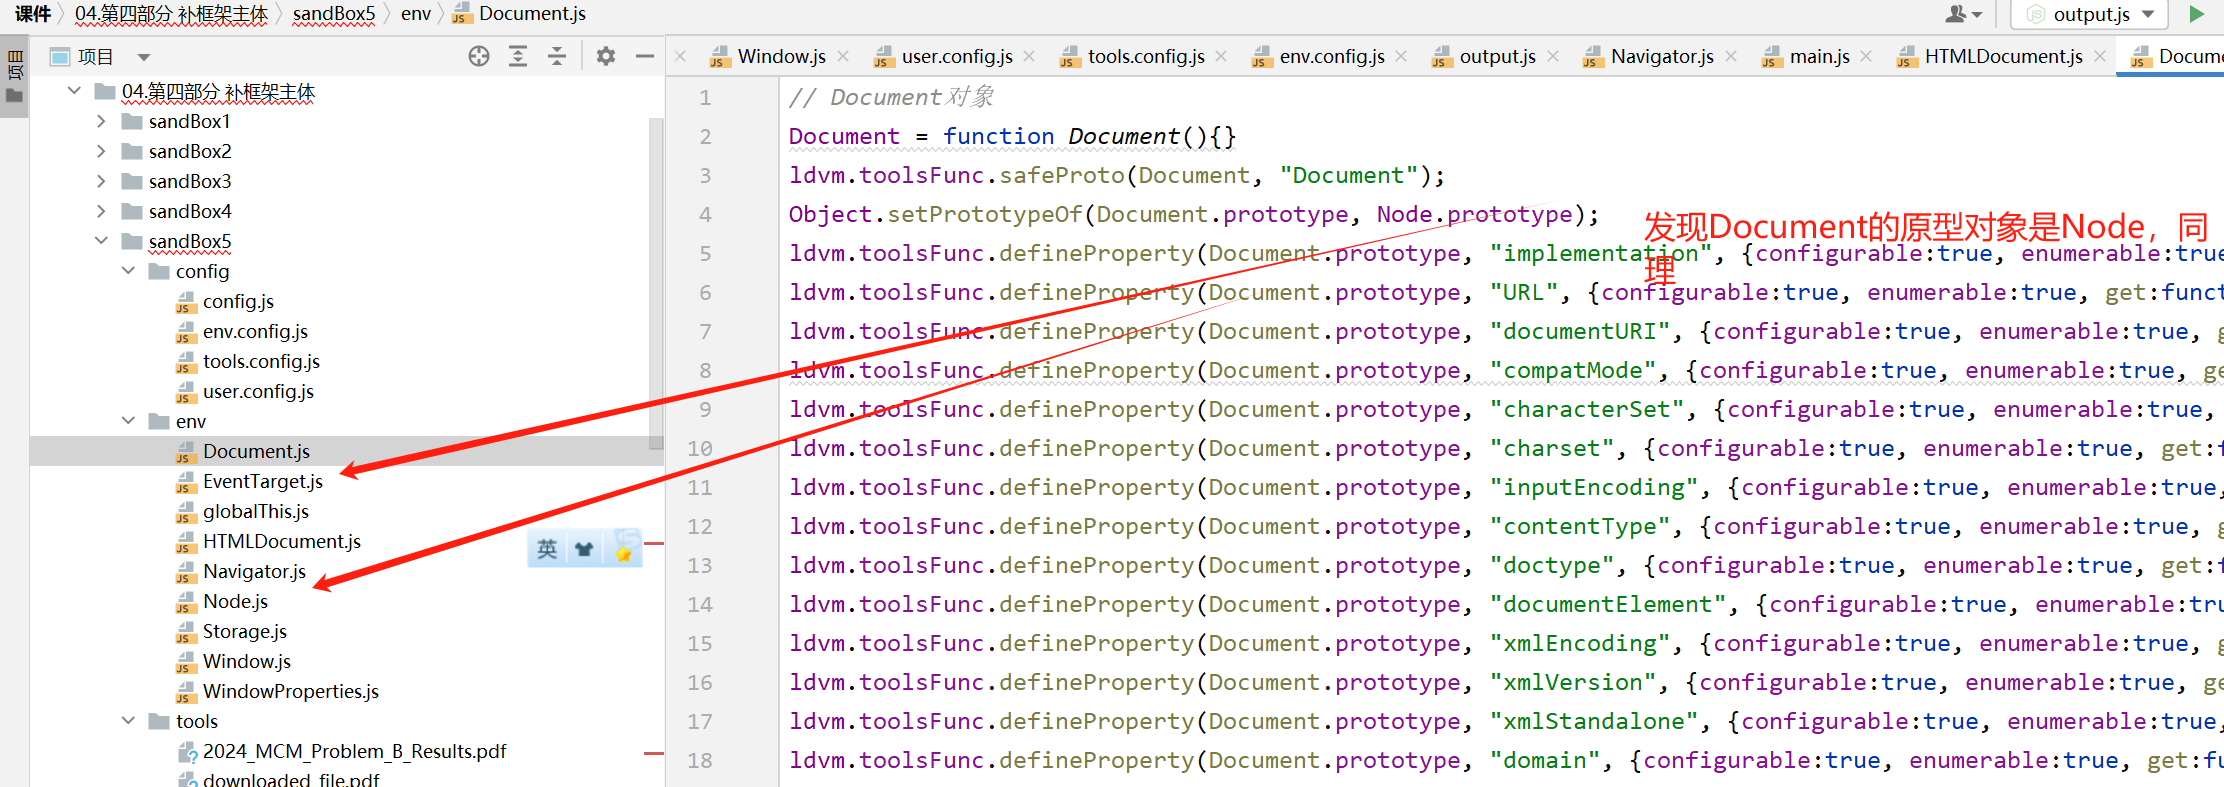 课件 04.第四部分 补框架主体 sandBox5 env Document.js output.js
项目
项目
Window.js user.config.js tools.config.js env.config.js output.js Navigator.js main.js HTMLDocument.js Docume
04.第四部分 补框架主体
sandBox1
sandBox2
sandBox3
sandBox4
sandBox5
config
config.js
env.config.js
tools.config.js
user.config.js
env
Document.js
EventTarget.js
globalThis.js
HTMLDocument.js
Navigator.js
Node.js
Storage.js
Window.js
WindowProperties.js
tools
2024_MCM_Problem_B_Results.pdf
downloaded_file.pdf
英
1 // Document对象
2 Document = function Document(){}
3 ldvm.toolsFunc.safeProto(Document, "Document");
4 Object.setPrototypeOf(Document.prototype, Node.prototype);
5 ldvm.toolsFunc.defineProperty(Document.prototype, "implementation", {configurable:true, enumerable:true
6 ldvm.toolsFunc.defineProperty(Document.prototype, "URL", {configurable:true, enumerable:true, get:funct
7 ldvm.toolsFunc.defineProperty(Document.prototype, "documentURI", {configurable:true, enumerable:true, g
8 ldvm.toolsFunc.defineProperty(Document.prototype, "compatMode", {configurable:true, enumerable:true, ge
9 ldvm.toolsFunc.defineProperty(Document.prototype, "characterSet", {configurable:true, enumerable:true,
10 ldvm.toolsFunc.defineProperty(Document.prototype, "charset", {configurable:true, enumerable:true, get:f
11 ldvm.toolsFunc.defineProperty(Document.prototype, "inputEncoding", {configurable:true, enumerable:true,
12 ldvm.toolsFunc.defineProperty(Document.prototype, "contentType", {configurable:true, enumerable:true, g
13 ldvm.toolsFunc.defineProperty(Document.prototype, "doctype", {configurable:true, enumerable:true, get:f
14 ldvm.toolsFunc.defineProperty(Document.prototype, "documentElement", {configurable:true, enumerable:tru
15 ldvm.toolsFunc.defineProperty(Document.prototype, "xmlEncoding", {configurable:true, enumerable:true, g
16 ldvm.toolsFunc.defineProperty(Document.prototype, "xmlVersion", {configurable:true, enumerable:true, ge
17 ldvm.toolsFunc.defineProperty(Document.prototype, "xmlStandalone", {configurable:true, enumerable:true,
18 ldvm.toolsFunc.defineProperty(Document.prototype, "domain", {configurable:true, enumerable:true, get:fu
发现Document的原型对象是Node，同
理